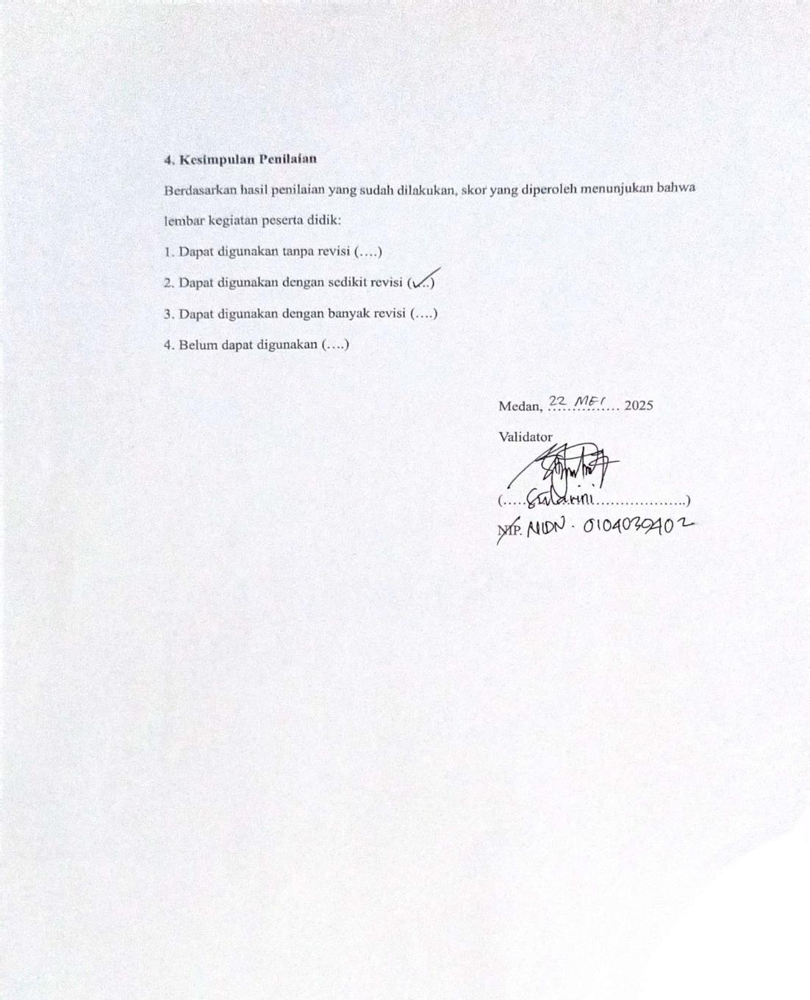 4. Kesimpulan Penilaian
Berdasarkan hasil penilaian yang sudah dilakukan, skor yang diperoleh menunjukan bahwa
lembar kegiatan peserta didik:
1. Dapat digunakan tanpa revisi (....)
2. Dapat digunakan dengan sedikit revisi (✓..)
3. Dapat digunakan dengan banyak revisi (....)
4. Belum dapat digunakan (....)
Medan, 22 MEI 2025
Validator
(.....Sutarini....................)
NIP. NIDN. 0104039402